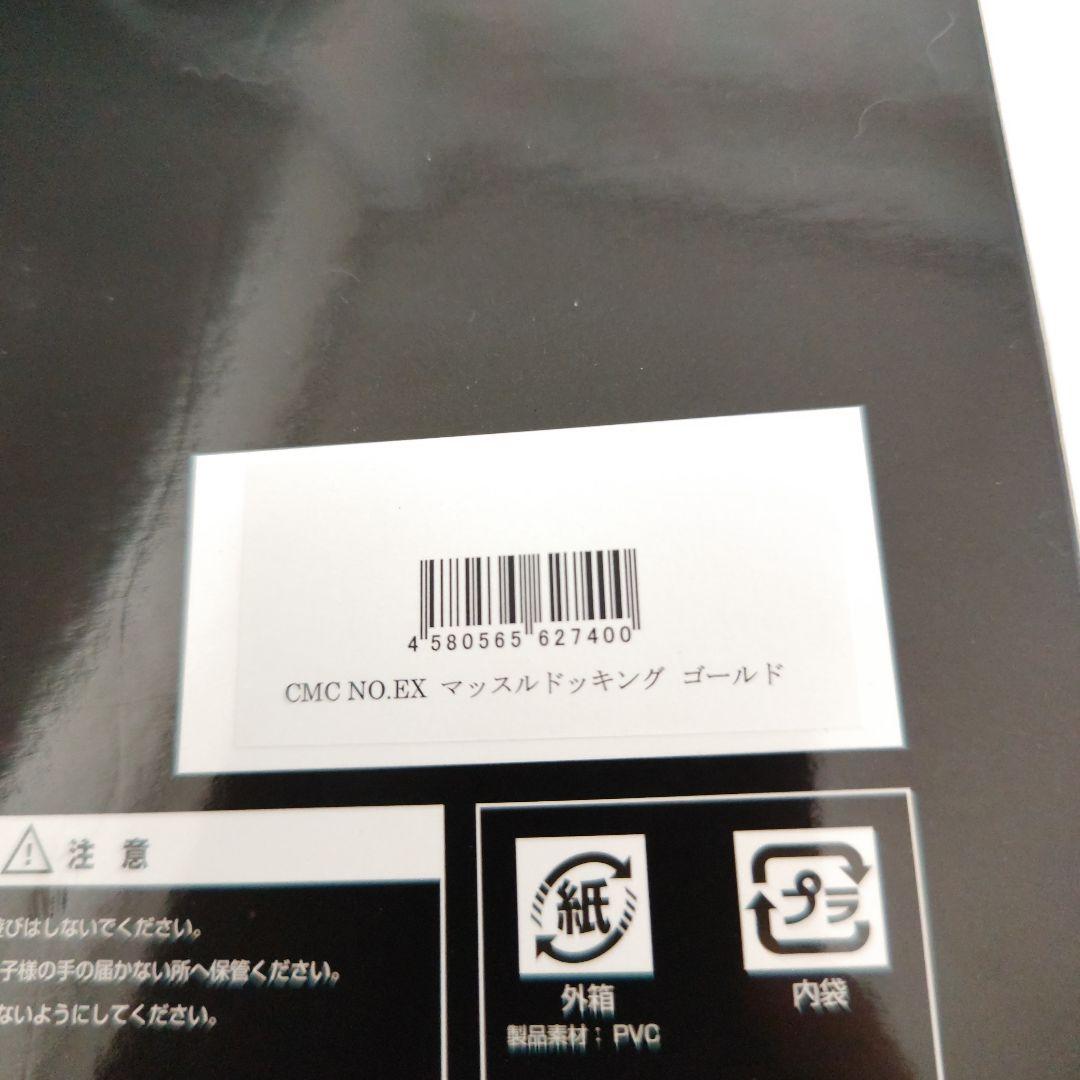 4 580565 627400
CMC NO.EX マッスルドッキング ゴールド
注 意
びはしないでください。
子様の手の届かない所へ保管ください。
ないようにしてください。
紙
外箱
プラ
内袋
製品素材：PVC